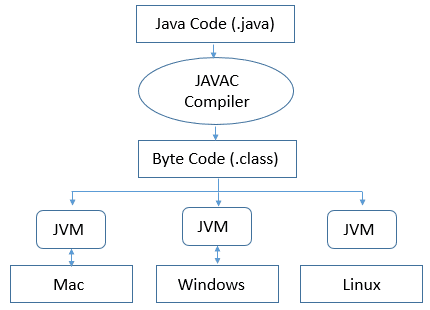 Java Code (.java)
JAVAC
Compiler
Byte Code (.class)
JVM
JVM
JVM
Mac
Windows
Linux